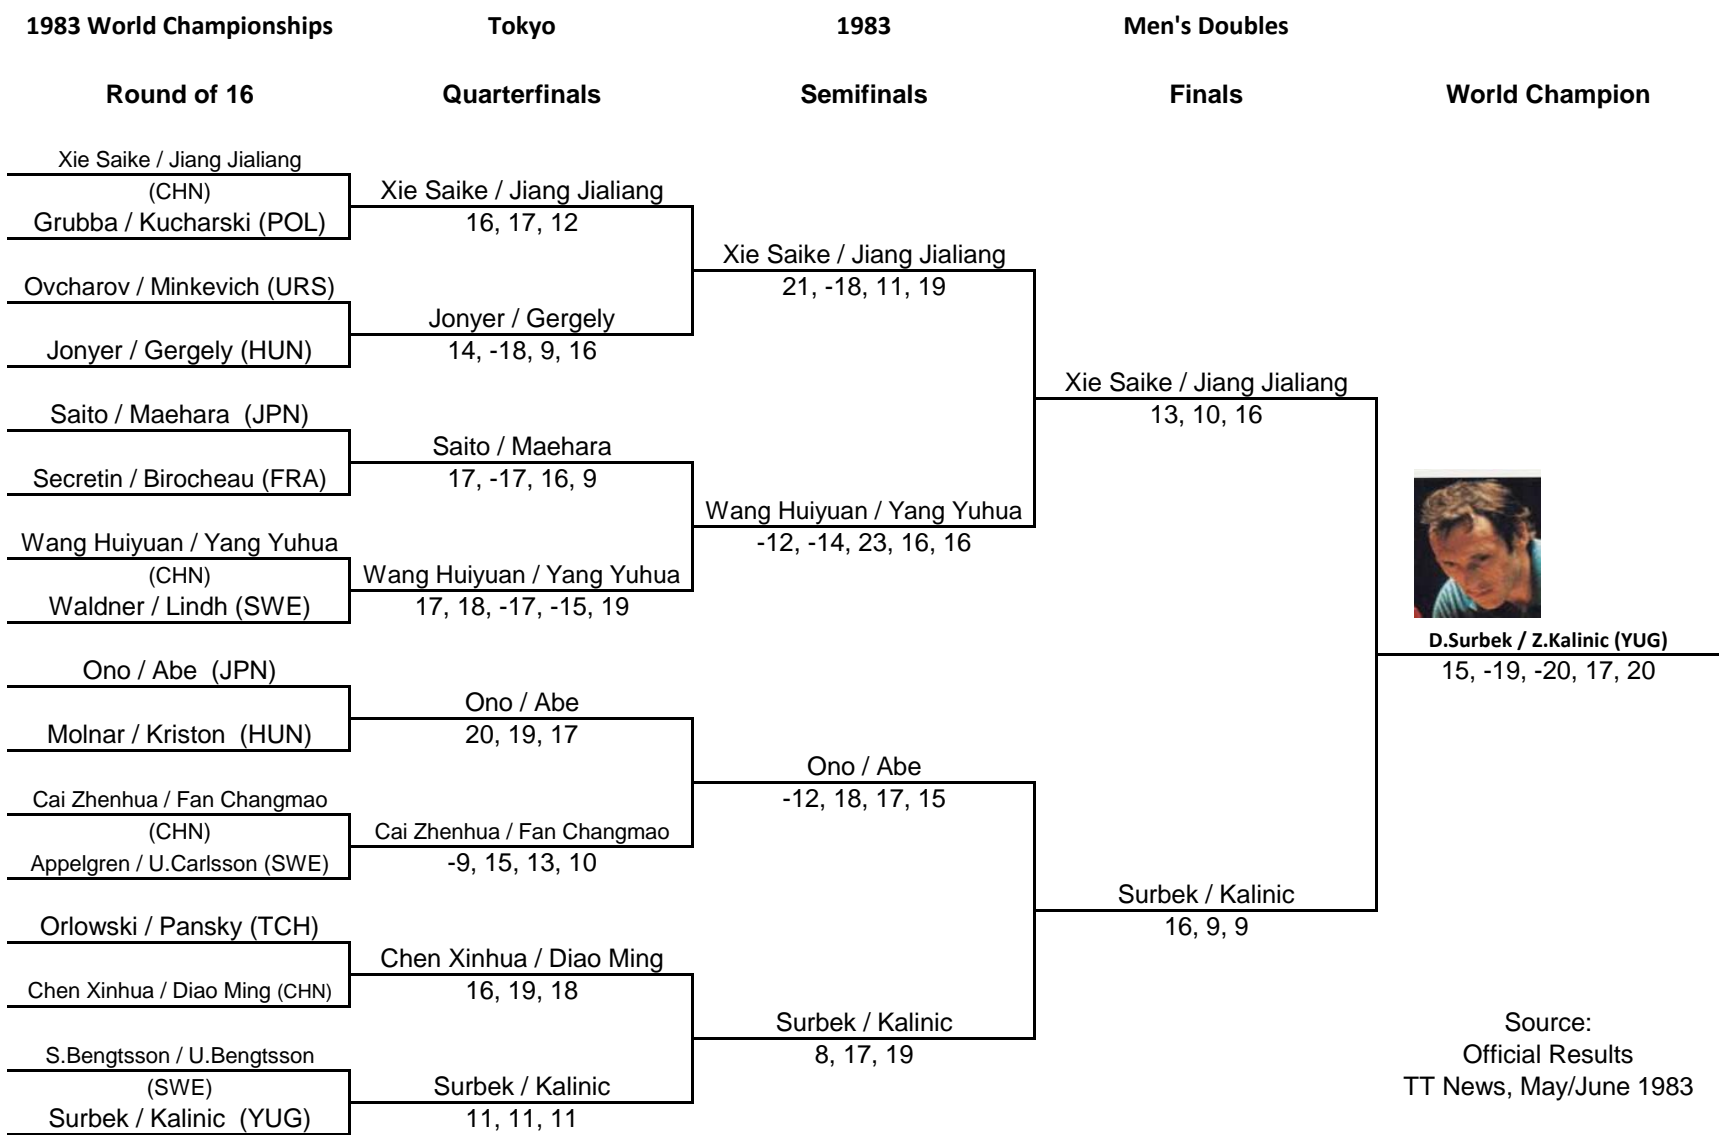 1983 World Championships Tokyo 1983 Men's Doubles
Round of 16 Quarterfinals Semifinals Finals World Champion
Xie Saike / Jiang Jialiang
(CHN)
Grubba / Kucharski (POL)
Ovcharov / Minkevich (URS)
Jonyer / Gergely (HUN)
Saito / Maehara (JPN)
Secretin / Birocheau (FRA)
Wang Huiyuan / Yang Yuhua
(CHN)
Waldner / Lindh (SWE)
Ono / Abe (JPN)
Molnar / Kriston (HUN)
Cai Zhenhua / Fan Changmao
(CHN)
Appelgren / U.Carlsson (SWE)
Orlowski / Pansky (TCH)
Chen Xinhua / Diao Ming (CHN)
S.Bengtsson / U.Bengtsson
(SWE)
Surbek / Kalinic (YUG)
Xie Saike / Jiang Jialiang
16, 17, 12
Jonyer / Gergely
14, -18, 9, 16
Saito / Maehara
17, -17, 16, 9
Wang Huiyuan / Yang Yuhua
17, 18, -17, -15, 19
Ono / Abe
20, 19, 17
Cai Zhenhua / Fan Changmao
-9, 15, 13, 10
Chen Xinhua / Diao Ming
16, 19, 18
Surbek / Kalinic
11, 11, 11
Xie Saike / Jiang Jialiang
21, -18, 11, 19
Wang Huiyuan / Yang Yuhua
-12, -14, 23, 16, 16
Ono / Abe
-12, 18, 17, 15
Surbek / Kalinic
8, 17, 19
Xie Saike / Jiang Jialiang
13, 10, 16
Surbek / Kalinic
16, 9, 9
D.Surbek / Z.Kalinic (YUG)
15, -19, -20, 17, 20
Source:
Official Results
TT News, May/June 1983